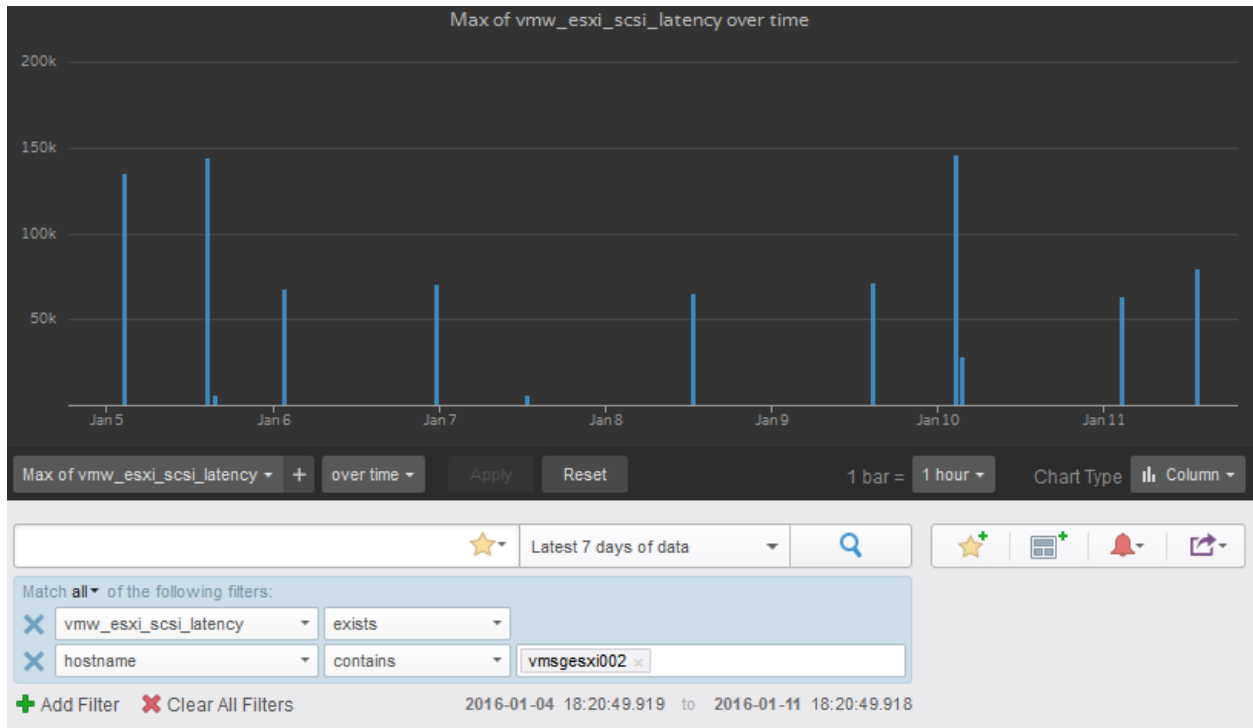 Max of vmw_esxi_scsi_latency over time
200k
150k
100k
50k
Jan 5 Jan 6 Jan 7 Jan 8 Jan 9 Jan 10 Jan 11
Max of vmw_esxi_scsi_latency + over time Apply Reset 1 bar = 1 hour Chart Type Column
Latest 7 days of data
Match all of the following filters:
vmw_esxi_scsi_latency exists
hostname contains vmsgesxi002 ×
Add Filter Clear All Filters 2016-01-04 18:20:49.919 to 2016-01-11 18:20:49.918